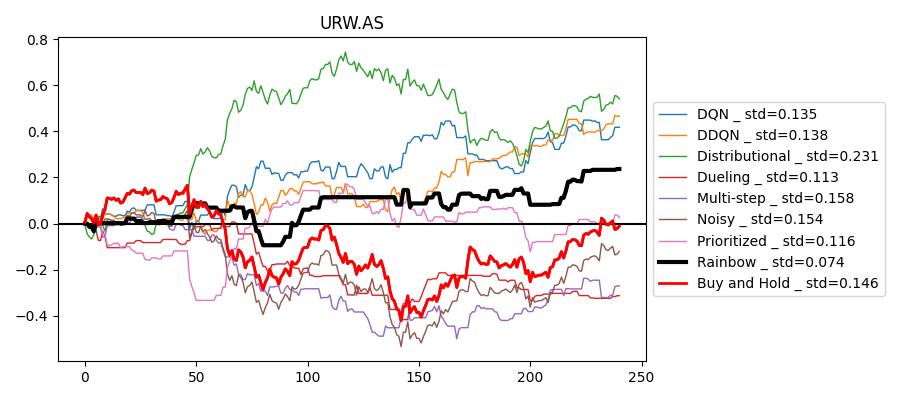 URW.AS
0.8
0.6
0.4
0.2
0.0
−0.2
−0.4
0
50
100
150
200
250
DQN _ std=0.135
DDQN _ std=0.138
Distributional _ std=0.231
Dueling _ std=0.113
Multi-step _ std=0.158
Noisy _ std=0.154
Prioritized _ std=0.116
Rainbow _ std=0.074
Buy and Hold _ std=0.146